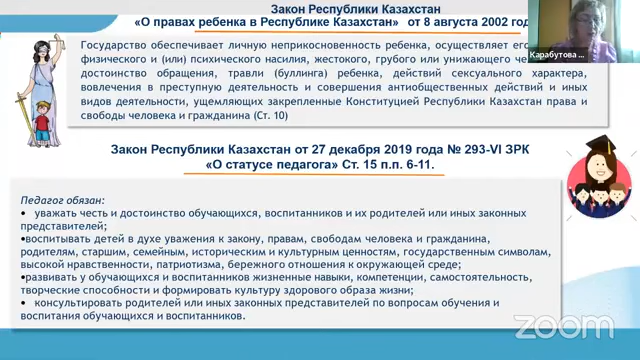 Закон Республики Казахстан
«О правах ребенка в Республике Казахстан» от 8 августа 2002 год
Карабутова
Государство обеспечивает личную неприкосновенность ребенка, осуществляет его
физического и (или) психического насилия, жестокого, грубого или унижающего
достоинство обращения, травли (буллинга) ребенка, действий сексуального характера,
вовлечения в преступную деятельность и совершения антиобщественных действий и иных
видов деятельности, ущемляющих закрепленные Конституцией Республики Казахстан права и
свободы человека и гражданина (Ст. 10)
Закон Республики Казахстан от 27 декабря 2019 года № 293-VI ЗРК
«О статусе педагога» Ст. 15 п.п. 6-11.
Педагог обязан:
• уважать честь и достоинство обучающихся, воспитанников и их родителей или иных законных
представителей;
•воспитывать детей в духе уважения к закону, правам, свободам человека и гражданина,
родителям, старшим, семейным, историческим и культурным ценностям, государственным символам,
высокой нравственности, патриотизма, бережного отношения к окружающей среде;
•развивать у обучающихся и воспитанников жизненные навыки, компетенции, самостоятельность,
творческие способности и формировать культуру здорового образа жизни;
• консультировать родителей или иных законных представителей по вопросам обучения и
воспитания обучающихся и воспитанников.
zoom